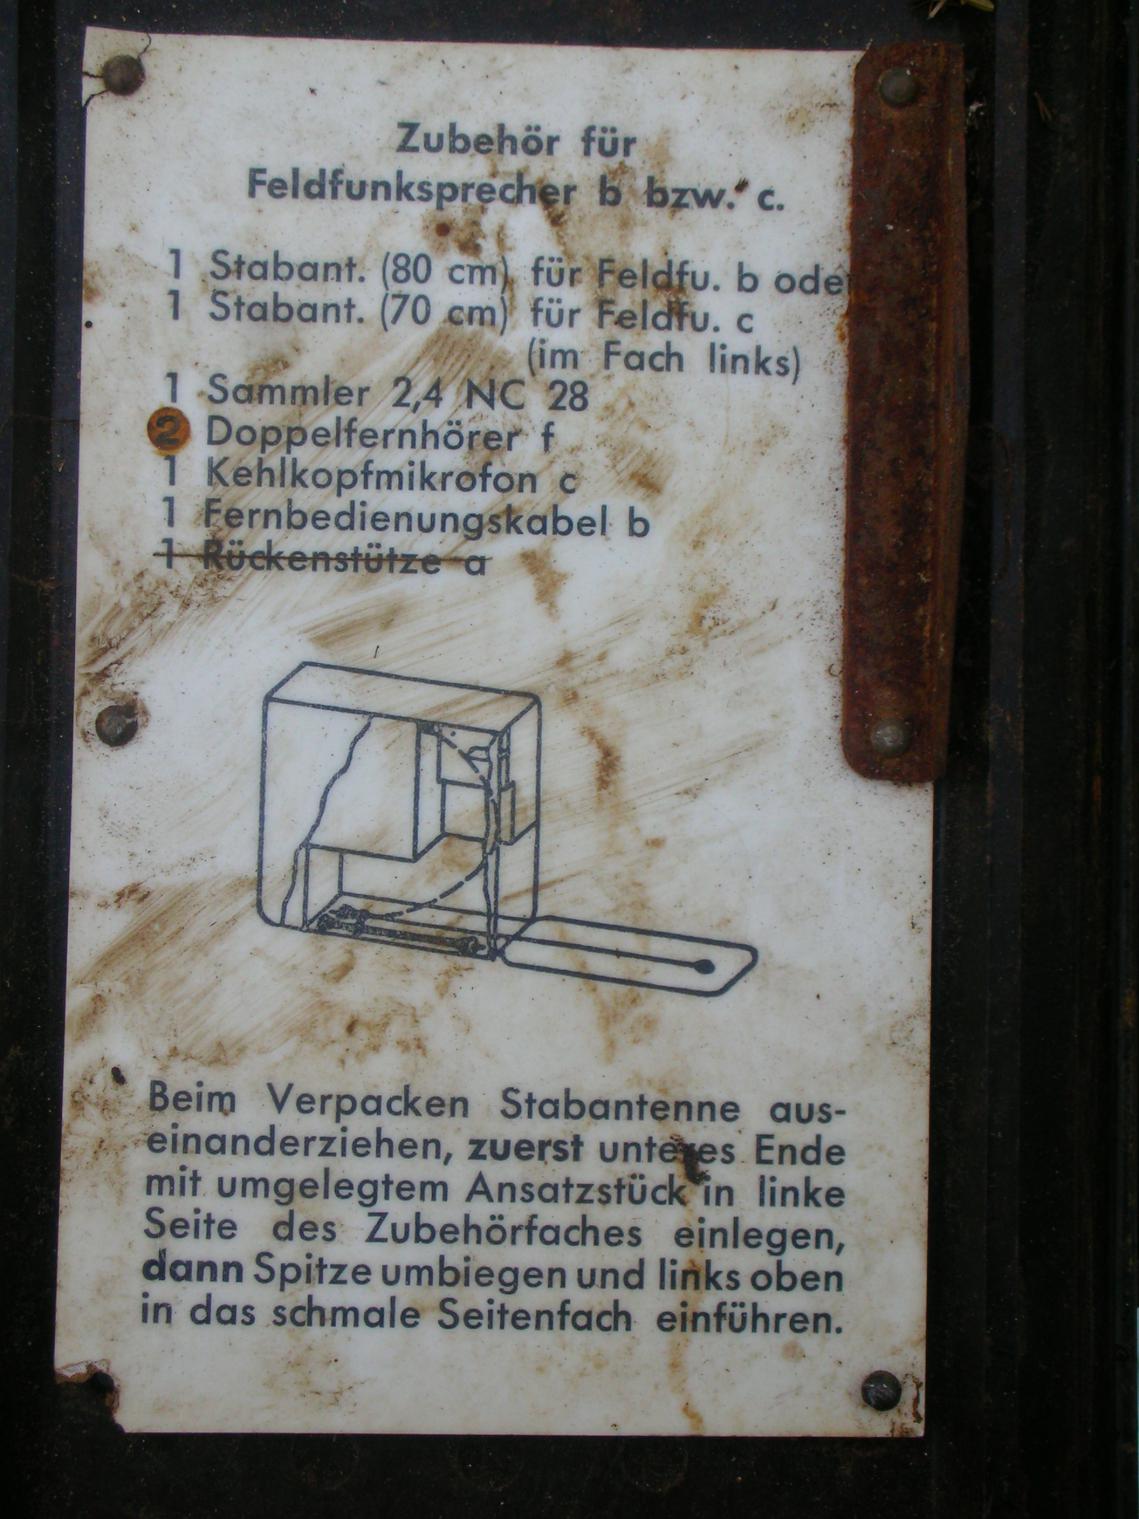 Zubehör für
Feldfunksprecher b bzw. c.
1 Stabant. (80 cm) für Feldfu. b oder
1 Stabant. (70 cm) für Feldfu. c
(im Fach links)
1 Sammler 2,4 NC 28
2 Doppelfernhörer f
1 Kehlkopfmikrofon c
1 Fernbedienungskabel b
1 Rückenstütze a
Beim Verpacken Stabantenne aus-
einanderziehen, zuerst unteres Ende
mit umgelegtem Ansatzstück in linke
Seite des Zubehörfaches einlegen,
dann Spitze umbiegen und links oben
in das schmale Seitenfach einführen.